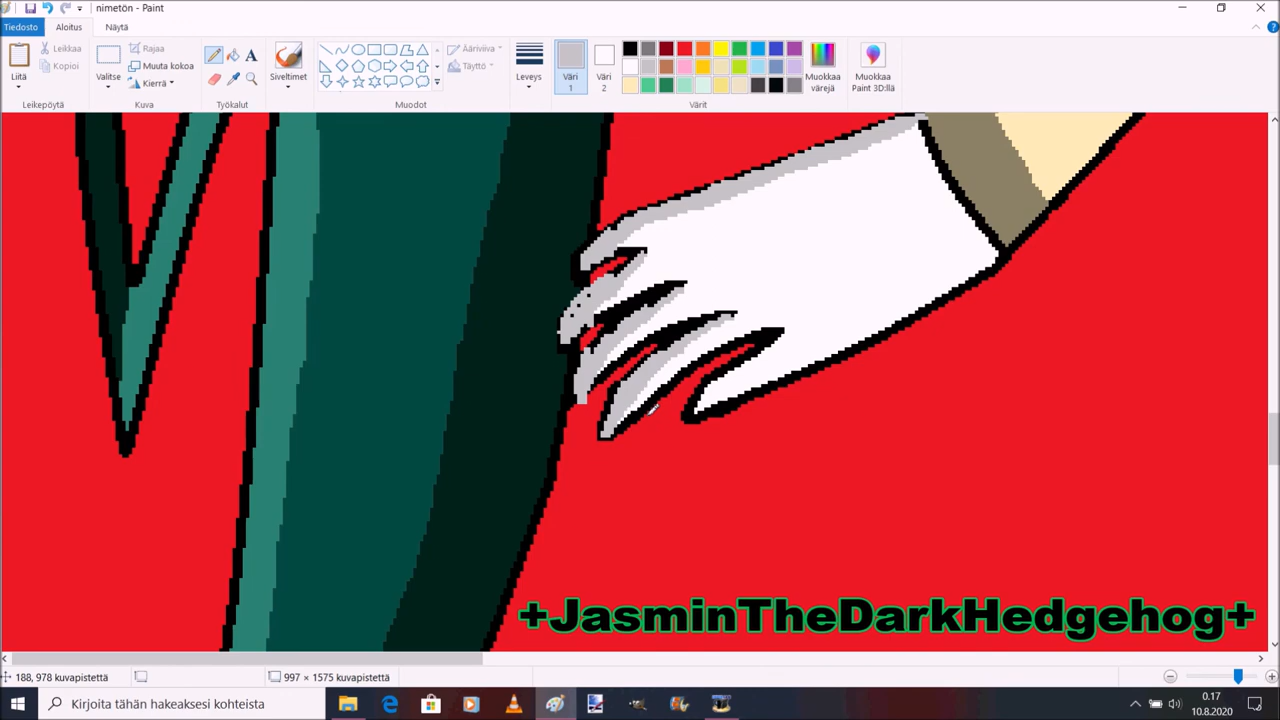 nimetön - Paint
Tiedosto Aloitus Näytä
Liitä
Leikkaa
Kopioi
Leikepöytä
Valitse
Rajaa
Muuta kokoa
Kierrä
Kuva
A
Työkalut
Siveltimet
Ääriviiva
Täyttö
Muodot
Leveys
Väri 1
Väri 2
Värit
Muokkaa värejä
Muokkaa Paint 3D:llä
+JasminTheDarkHedgehog+
188, 978 kuvapistettä
997 × 1575 kuvapistettä
Kirjoita tähän hakeaksesi kohteita
0.17
10.8.2020